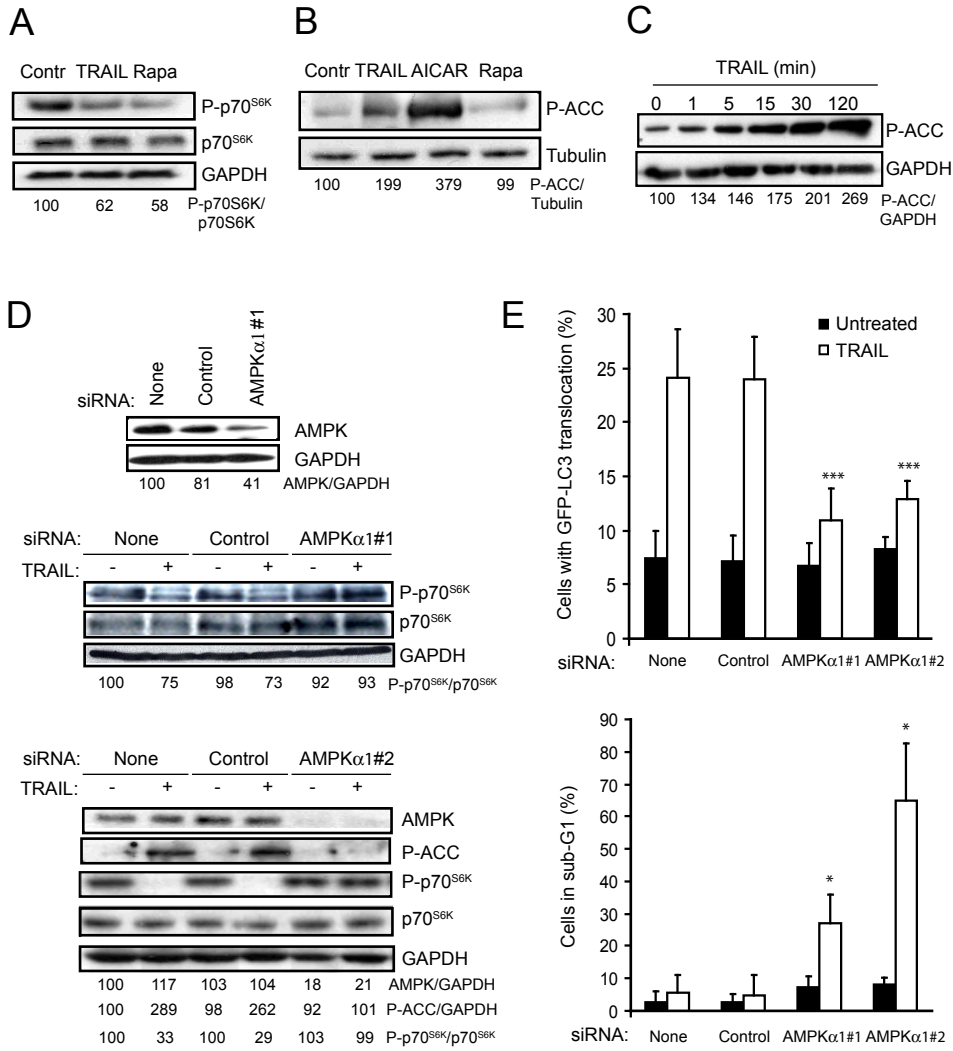 A
Contr TRAIL Rapa
P-p70S6K
p70S6K
GAPDH
100 62 58 P-p70S6K/
p70S6K
B
Contr TRAIL AICAR Rapa
P-ACC
Tubulin
100 199 379 99 P-ACC/
Tubulin
C
TRAIL (min)
0 1 5 15 30 120
P-ACC
GAPDH
100 134 146 175 201 269 P-ACC/
GAPDH
D
siRNA: None Control AMPKα1#1
AMPK
GAPDH
100 81 41 AMPK/GAPDH
siRNA: None Control AMPKα1#1
TRAIL: - + - + - +
P-p70S6K
p70S6K
GAPDH
100 75 98 73 92 93 P-p70S6K/p70S6K
siRNA: None Control AMPKα1#2
TRAIL: - + - + - +
AMPK
P-ACC
P-p70S6K
p70S6K
GAPDH
100 117 103 104 18 21 AMPK/GAPDH
100 289 98 262 92 101 P-ACC/GAPDH
100 33 100 29 103 99 P-p70S6K/p70S6K
E
Cells with GFP-LC3 translocation (%)
30
25
20
15
10
5
0
Untreated
TRAIL
*** ***
siRNA: None Control AMPKα1#1 AMPKα1#2
Cells in sub-G1 (%)
90
80
70
60
50
40
30
20
10
0
* *
siRNA: None Control AMPKα1#1 AMPKα1#2